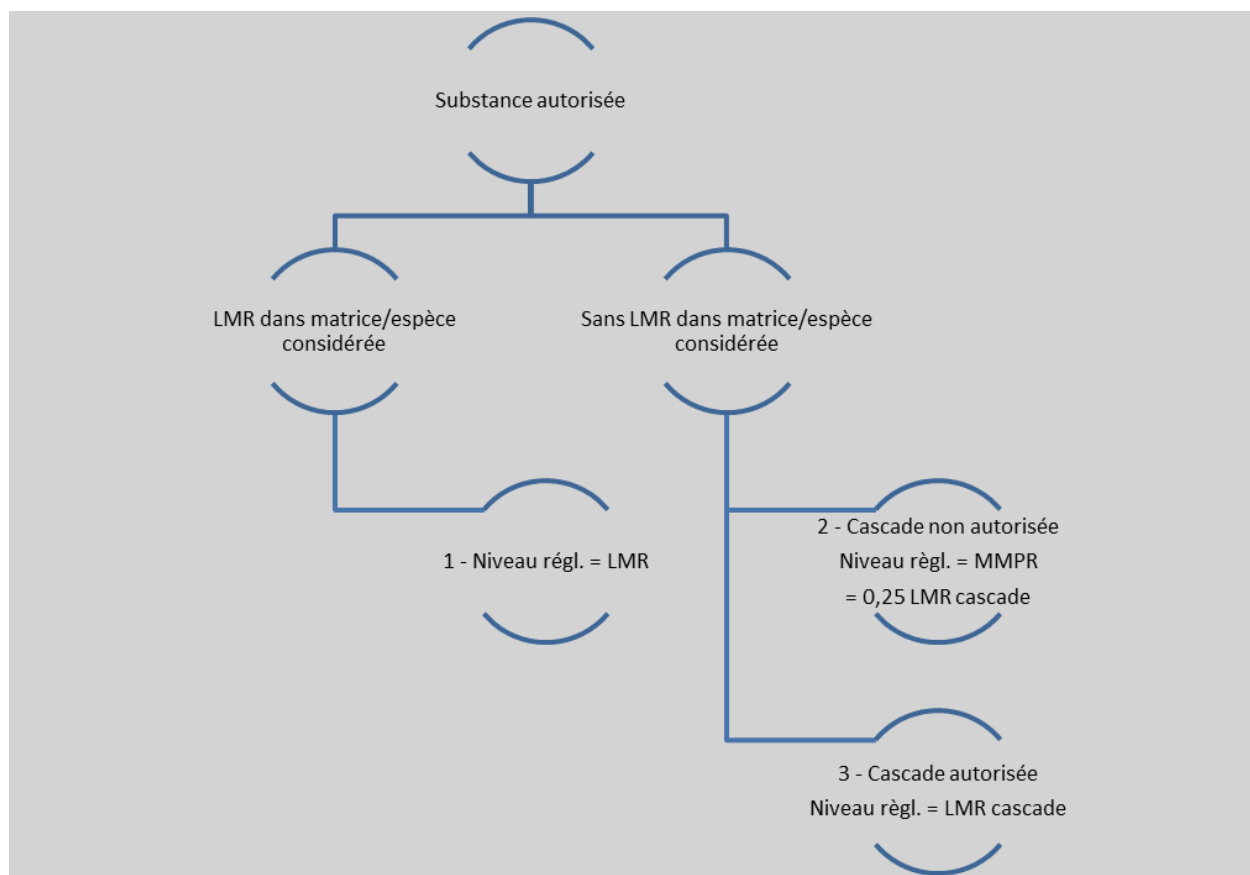 Substance autorisée
LMR dans matrice/espèce
considérée
Sans LMR dans matrice/espèce
considérée
1 - Niveau régl. = LMR
2 - Cascade non autorisée
Niveau règl. = MMPR
= 0,25 LMR cascade
3 - Cascade autorisée
Niveau règl. = LMR cascade